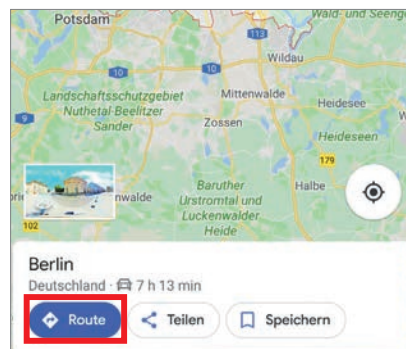 Potsdam
Wald- und Seeng
113
Wildau
10
10
Landschaftsschutzgebiet
Nuthetal-Beelitzer
Sander
Mittenwalde
Heidesee
9
Zossen
Heideseen
179
nwalde
Baruther
Urstromtal und
Luckenwalder
Heide
Halbe
102
Berlin
Deutschland · 7 h 13 min
Route
Teilen
Speichern